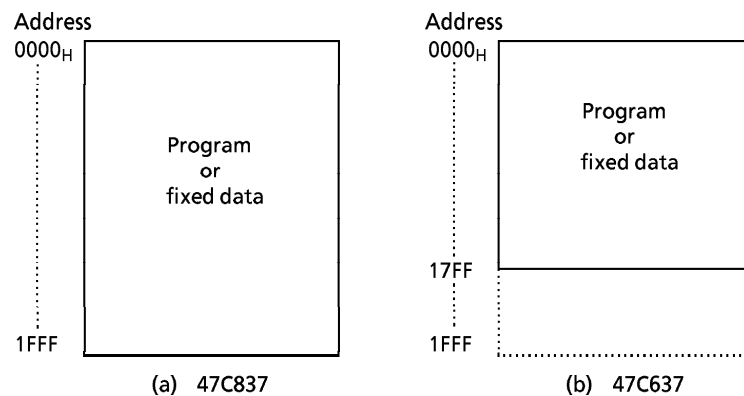 Address
0000H
Program
or
fixed data
1FFF
(a) 47C837
Address
0000H
Program
or
fixed data
17FF
1FFF
(b) 47C637